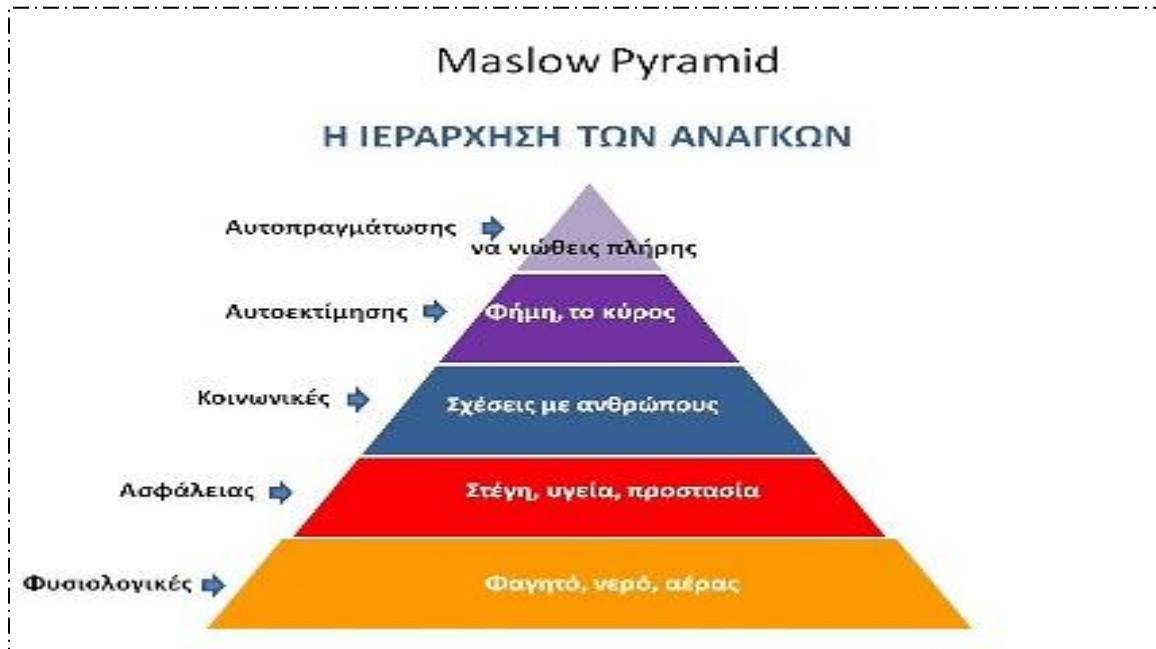 Maslow Pyramid
Η ΙΕΡΑΡΧΗΣΗ ΤΩΝ ΑΝΑΓΚΩΝ
Αυτοπραγμάτωσης
να νιώθεις πλήρης
Αυτοεκτίμησης
Φήμη, το κύρος
Κοινωνικές
Σχέσεις με ανθρώπους
Ασφάλειας
Στέγη, υγεία, προστασία
Φυσιολογικές
Φαγητό, νερό, αέρας